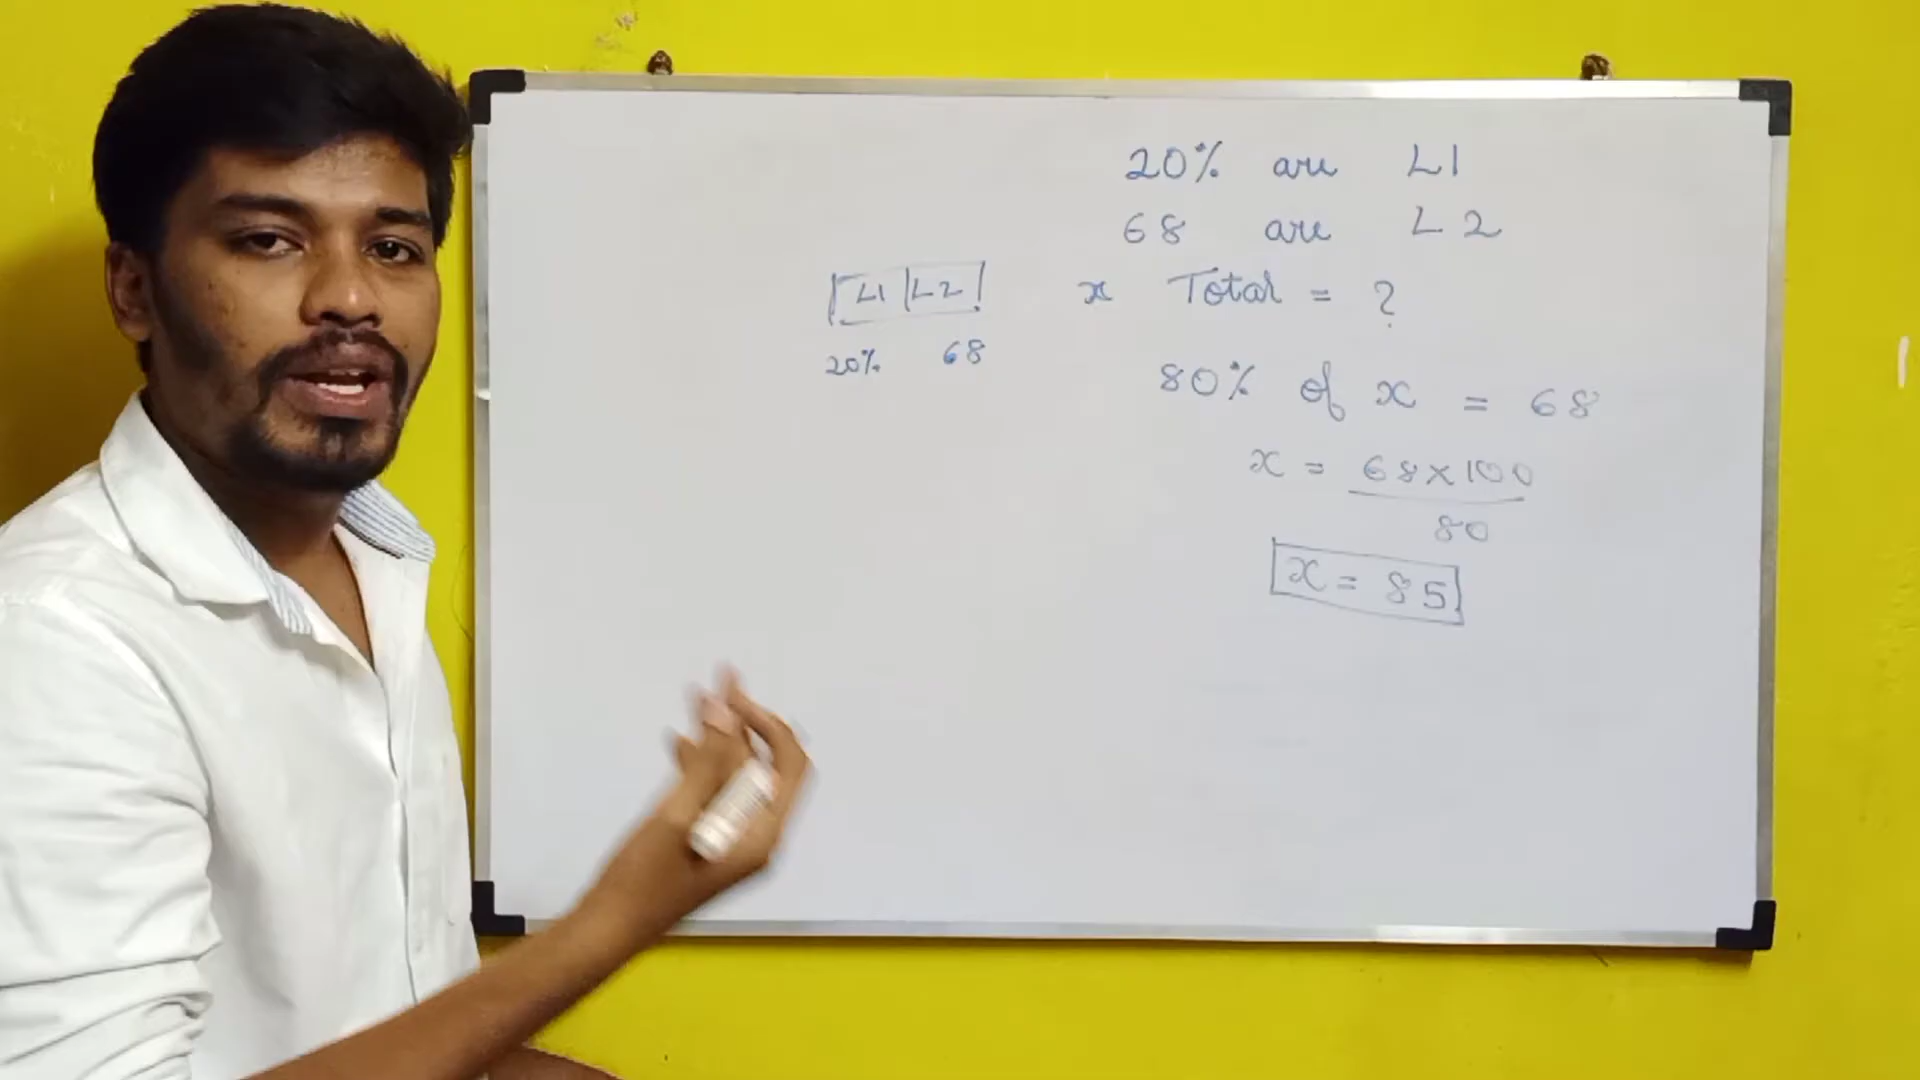 20% are L1
68 are L2
L1 L2
x Total = ?
20% 68
80% of x = 68
x = 68x100
80
x = 85